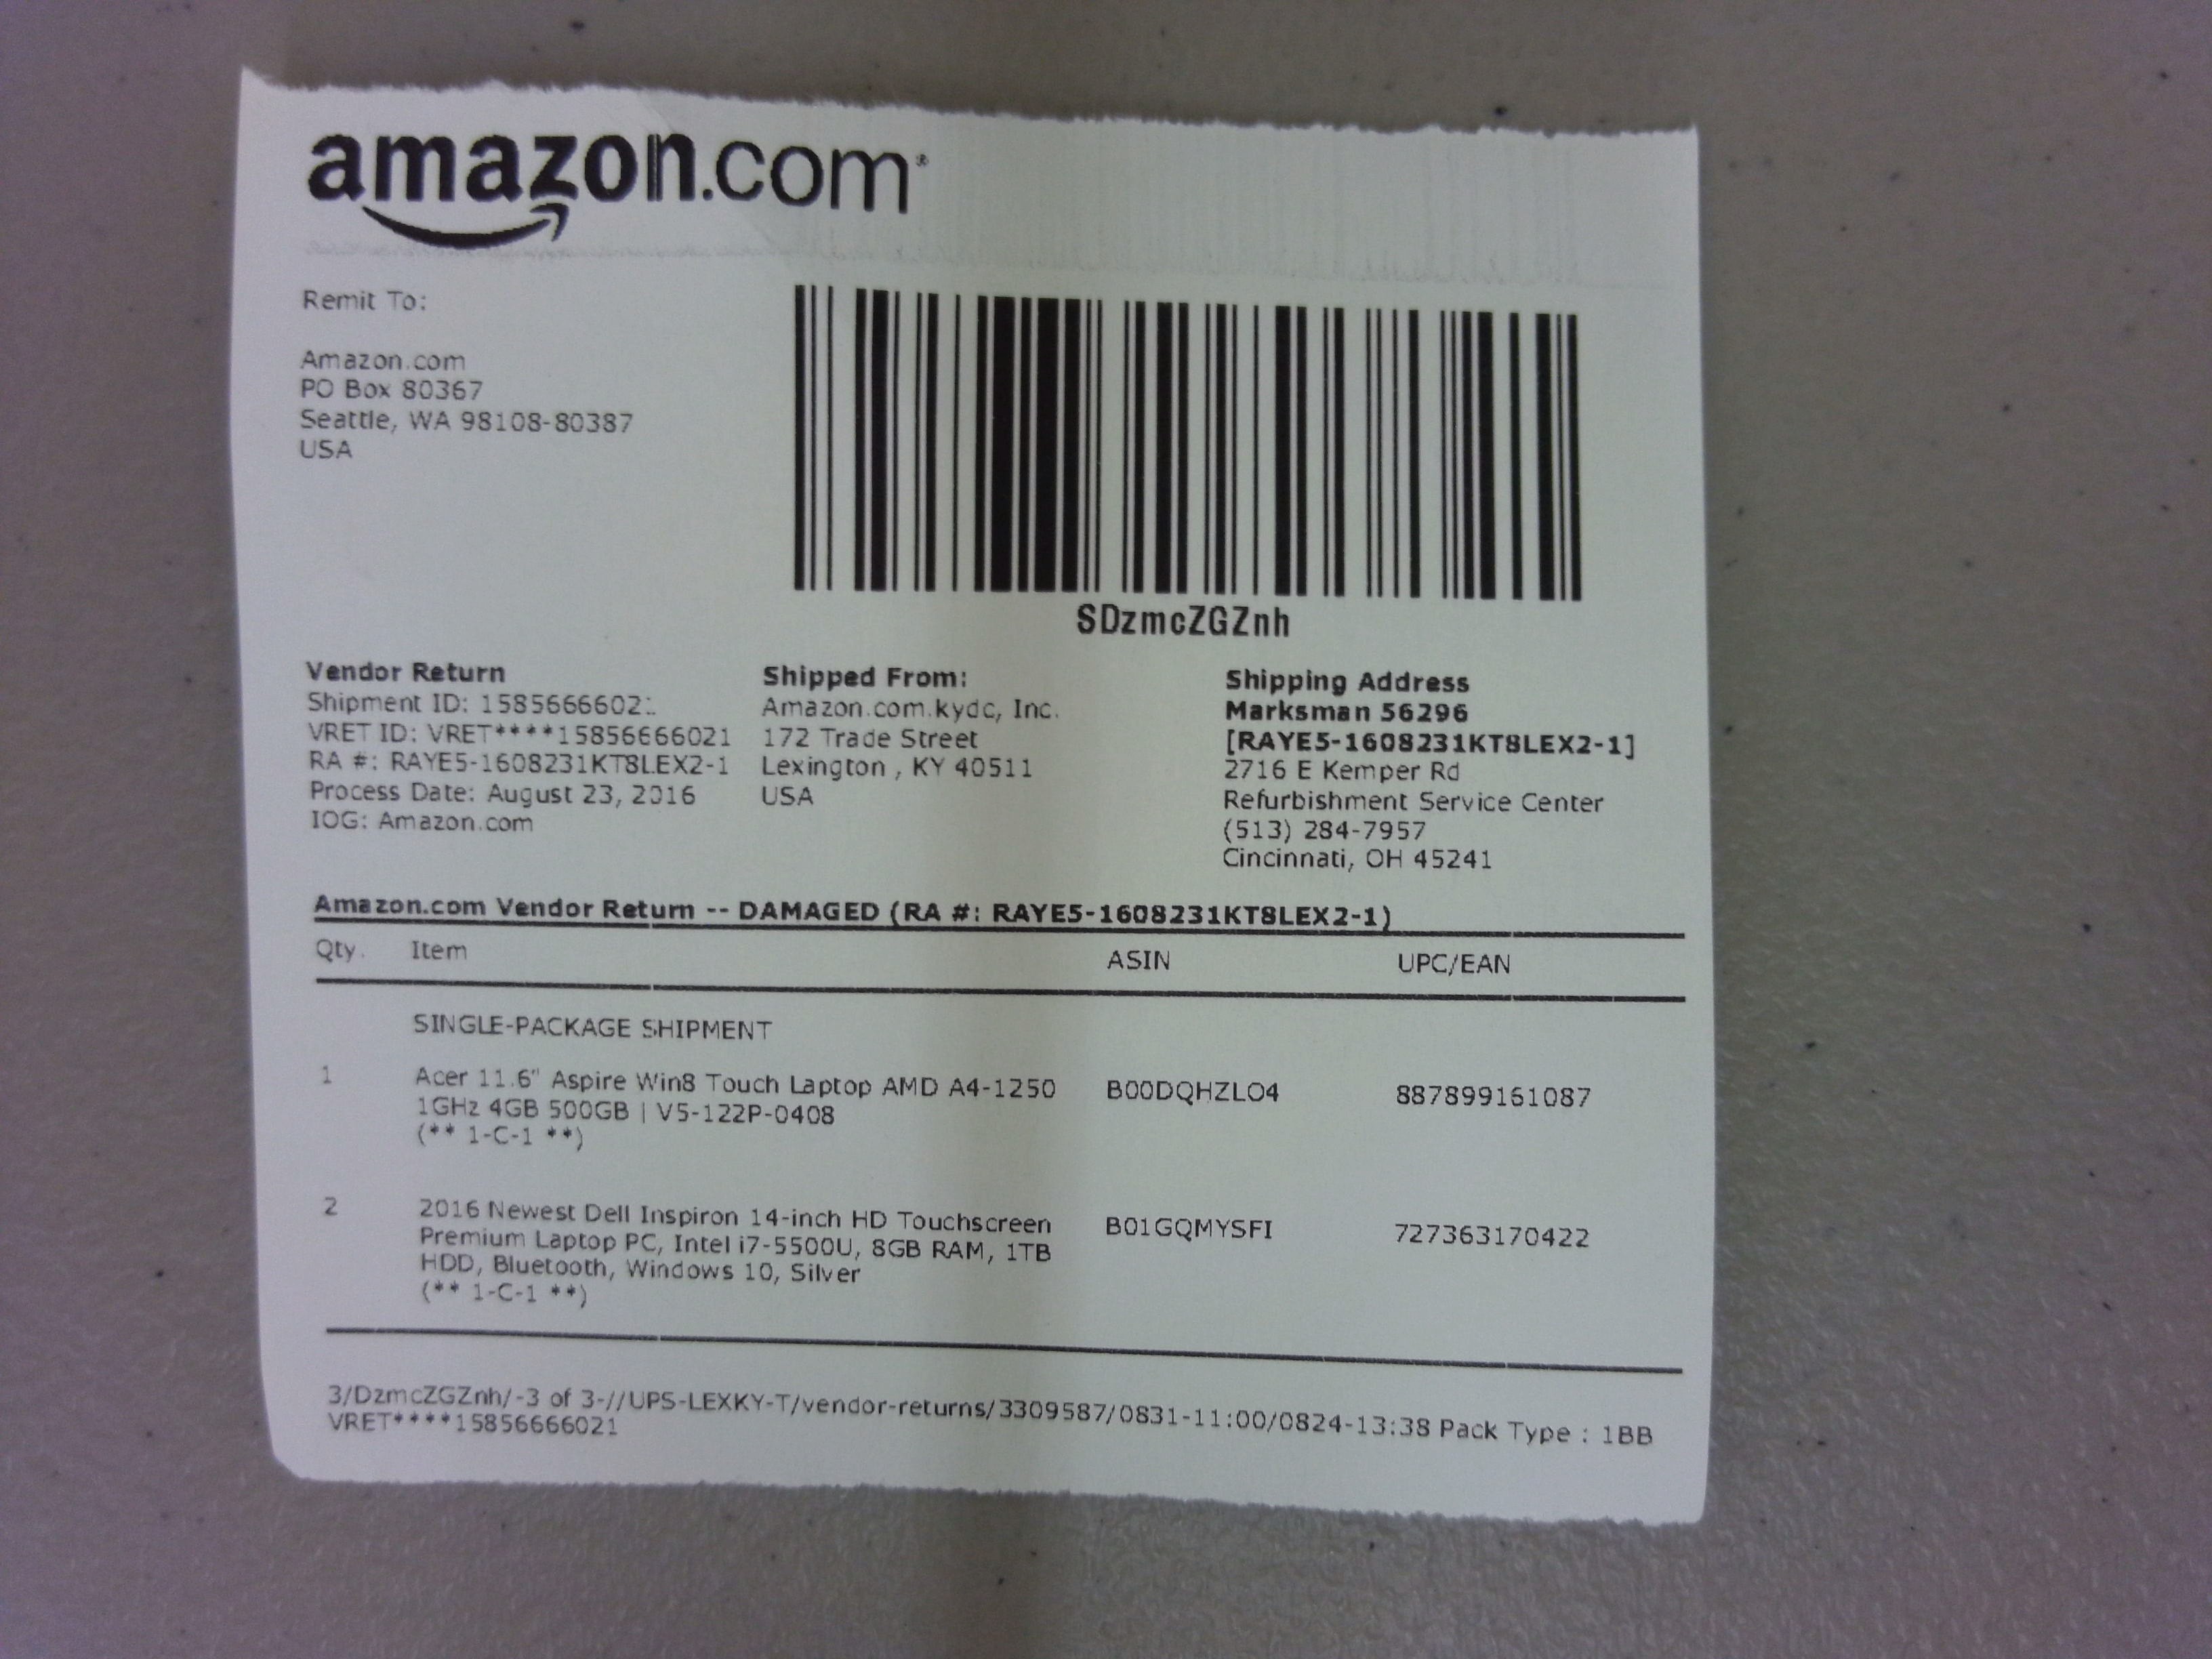 amazon.com
Remit To:
Amazon.com
PO Box 80367
Seattle, WA 98108-80387
USA
SDzmcZGZnh
Vendor Return
Shipment ID: 15856666021
VRET ID: VRET****15856666021
RA #: RAYE5-1608231KT8LEX2-1
Process Date: August 23, 2016
IOG: Amazon.com
Shipped From:
Amazon.com.kydc, Inc.
172 Trade Street
Lexington , KY 40511
USA
Shipping Address
Marksman 56296
[RAYE5-1608231KT8LEX2-1]
2716 E Kemper Rd
Refurbishment Service Center
(513) 284-7957
Cincinnati, OH 45241
Amazon.com Vendor Return -- DAMAGED (RA #: RAYE5-1608231KT8LEX2-1)
Qty. Item ASIN UPC/EAN
SINGLE-PACKAGE SHIPMENT
1 Acer 11.6" Aspire Win8 Touch Laptop AMD A4-1250 B00DQHZLO4 887899161087
1GHz 4GB 500GB | V5-122P-0408
(** 1-C-1 **)
2 2016 Newest Dell Inspiron 14-inch HD Touchscreen B01GQMYSFI 727363170422
Premium Laptop PC, Intel i7-5500U, 8GB RAM, 1TB
HDD, Bluetooth, Windows 10, Silver
(** 1-C-1 **)
3/DzmcZGZnh/-3 of 3-//UPS-LEXKY-T/vendor-returns/3309587/0831-11:00/0824-13:38 Pack Type : 1BB
VRET****15856666021